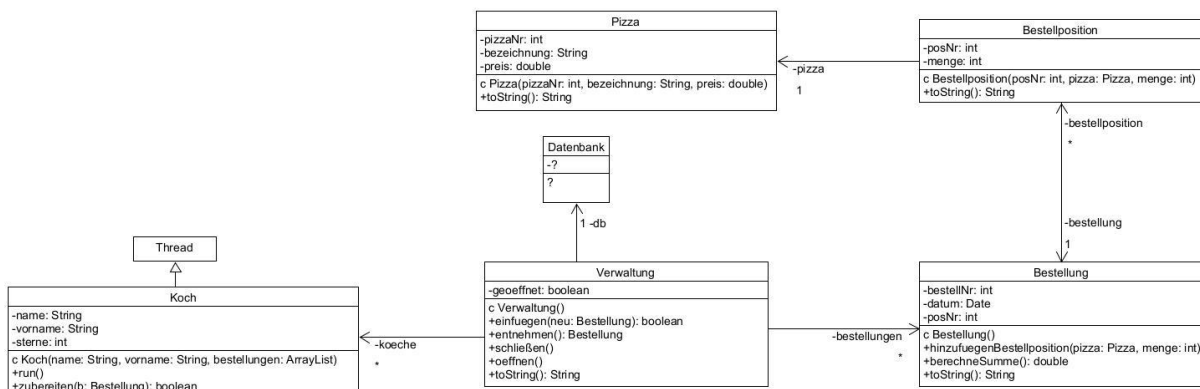 Pizza
-pizzaNr: int
-bezeichnung: String
-preis: double
c Pizza(pizzaNr: int, bezeichnung: String, preis: double)
+toString(): String
-pizza
1
Bestellposition
-posNr: int
-menge: int
c Bestellposition(posNr: int, pizza: Pizza, menge: int)
+toString(): String
-bestellposition
*
-bestellung
1
Datenbank
-?
?
1 -db
Thread
Koch
-name: String
-vorname: String
-sterne: int
c Koch(name: String, vorname: String, bestellungen: ArrayList)
+run()
+zubereiten(b: Bestellung): boolean
-koeche
*
Verwaltung
-geoeffnet: boolean
c Verwaltung()
+einfuegen(neu: Bestellung): boolean
+entnehmen(): Bestellung
+schließen()
+oeffnen()
+toString(): String
-bestellungen
*
Bestellung
-bestellNr: int
-datum: Date
-posNr: int
c Bestellung()
+hinzufuegenBestellposition(pizza: Pizza, menge: int)
+berechneSumme(): double
+toString(): String